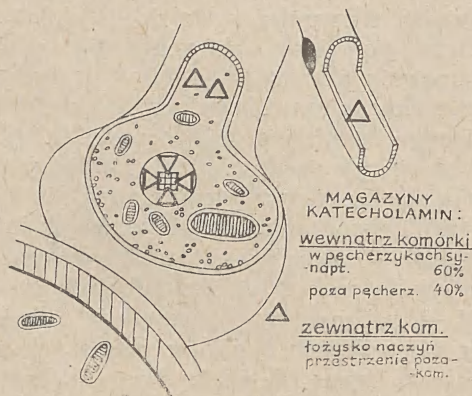 MAGAZYNY
KATECHOLAMIN:
wewnątrz komórki
w pęcherzykach sy-
-napt. 60%
poza pęcherz. 40%
zewnątrz kom.
łożysko naczyń
przestrzenie poza-
-kom.